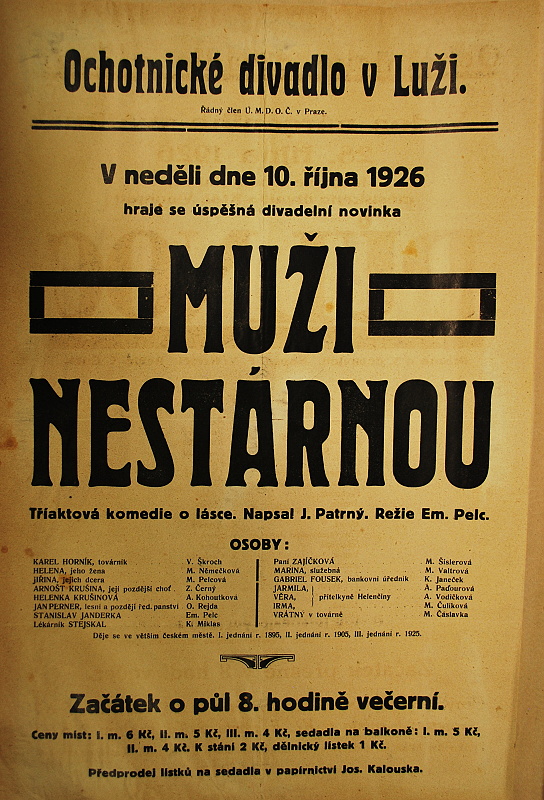 Ochotnické divadlo v Luži.
Řádný člen Ú. M. D. O. Č. v Praze.
V neděli dne 10. října 1926
hraje se úspěšná divadelní novinka
MUŽI
NESTÁRNOU
Tříaktová komedie o lásce. Napsal J. Patrný. Režie Em. Pelc.
OSOBY:
KAREL HORNÍK, továrník V. Škroch
HELENA, jeho žena M. Němečková
JIŘINA, jejich dcera M. Pelcová
ARNOŠT KRUŠINA, její pozdější choť Z. Černý
HELENKA KRUŠINOVÁ A. Kohoutková
JAN PERNER, lesní a později řed. panství O. Rejda
STANISLAV JANDERKA Em. Pelc
Lékárník STEJSKAL K. Miklas
Paní ZAJÍČKOVÁ M. Šislerová
MARINA, služebná M. Valtrová
GABRIEL FOUSEK, bankovní úředník K. Janeček
JARMILA, A. Paďourová
VĚRA, přítelkyně Helenčiny A. Vodičková
IRMA, M. Čulíková
VRÁTNÝ v továrně M. Čáslavka
Děje se ve větším českém městě. I. jednání r. 1895, II. jednání r. 1905, III. jednání r. 1925.
Začátek o půl 8. hodině večerní.
Ceny míst: I. m. 6 Kč, II. m. 5 Kč, III. m. 4 Kč, sedadla na balkoně: I. m. 5 Kč,
II. m. 4 Kč. K stání 2 Kč, dělnický lístek 1 Kč.
Předprodej lístků na sedadla v papírnictví Jos. Kalouska.